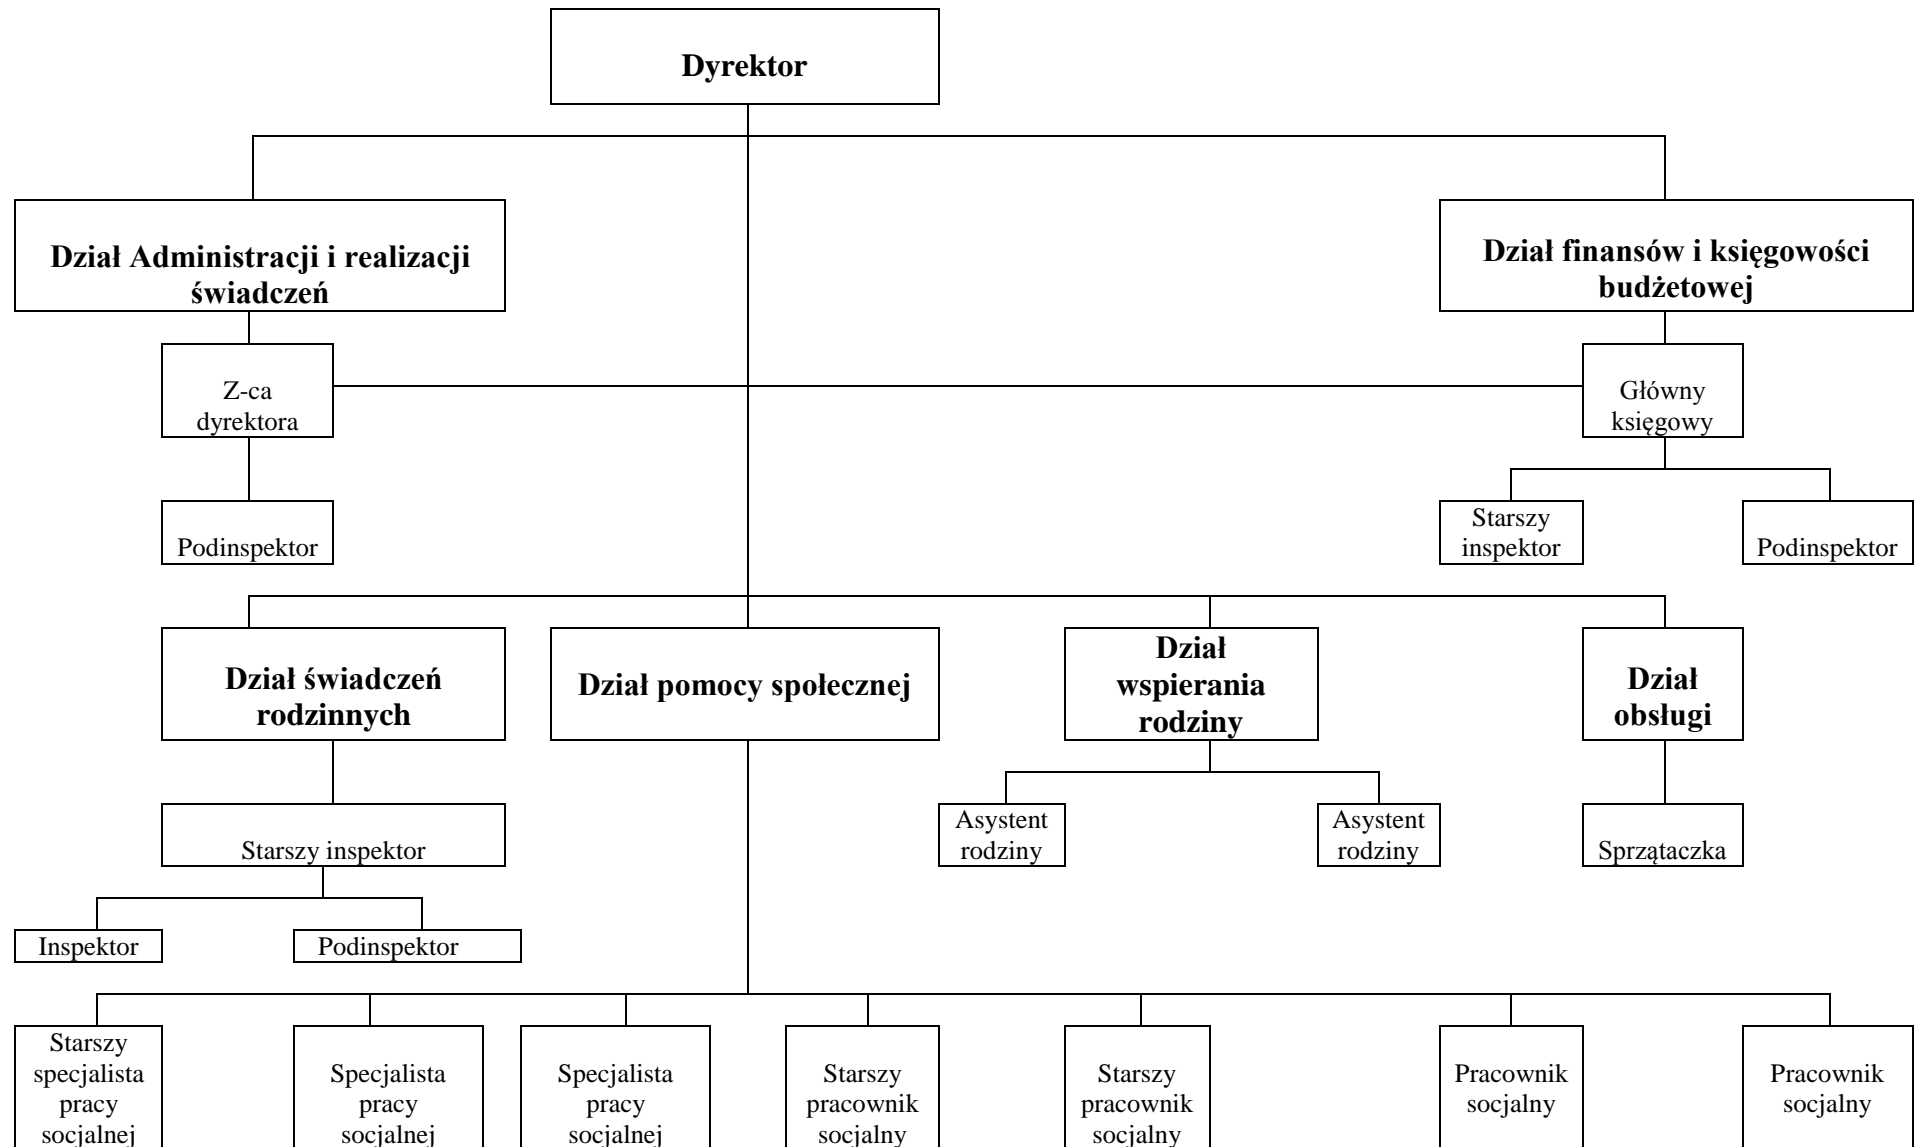 Dyrektor
Dział Administracji i realizacji
świadczeń
Dział finansów i księgowości
budżetowej
Z-ca
dyrektora
Główny
księgowy
Podinspektor
Starszy
inspektor
Podinspektor
Dział świadczeń
rodzinnych
Dział pomocy społecznej
Dział
wspierania
rodziny
Dział
obsługi
Starszy inspektor
Asystent
rodziny
Asystent
rodziny
Sprzątaczka
Inspektor
Podinspektor
Starszy
specjalista
pracy
socjalnej
Specjalista
pracy
socjalnej
Specjalista
pracy
socjalnej
Starszy
pracownik
socjalny
Starszy
pracownik
socjalny
Pracownik
socjalny
Pracownik
socjalny